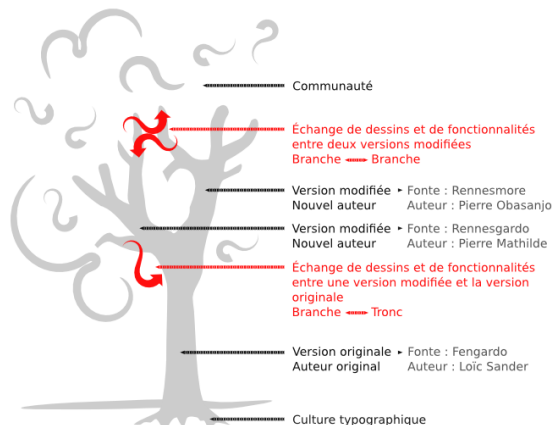 Communauté
Échange de dessins et de fonctionnalités
entre deux versions modifiées
Branche Branche
Version modifiée Fonte : Rennesmore
Nouvel auteur Auteur : Pierre Obasanjo
Version modifiée Fonte : Rennesgardo
Nouvel auteur Auteur : Pierre Mathilde
Échange de dessins et de fonctionnalités
entre une version modifiée et la version
originale
Branche Tronc
Version originale Fonte : Fengardo
Auteur original Auteur : Loïc Sander
Culture typographique